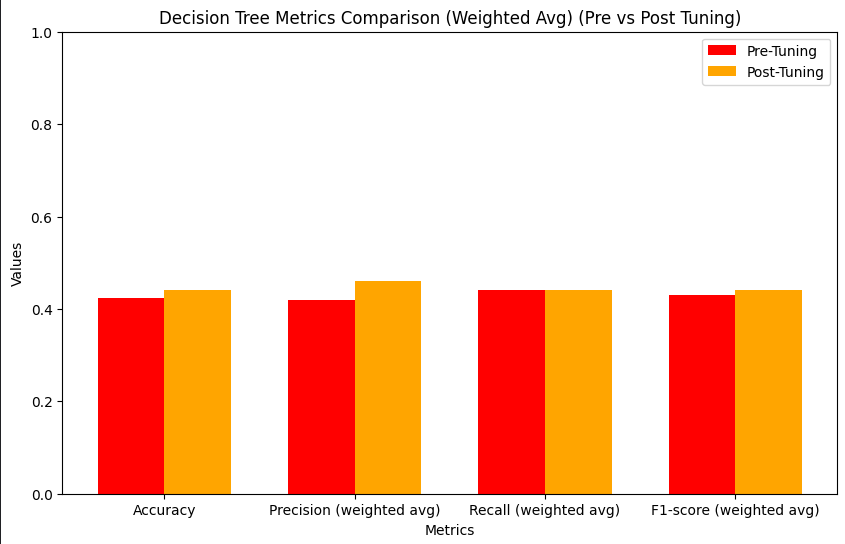 Decision Tree Metrics Comparison (Weighted Avg) (Pre vs Post Tuning)
Pre-Tuning
Post-Tuning
Values
1.0
0.8
0.6
0.4
0.2
0.0
Accuracy
Precision (weighted avg)
Recall (weighted avg)
F1-score (weighted avg)
Metrics